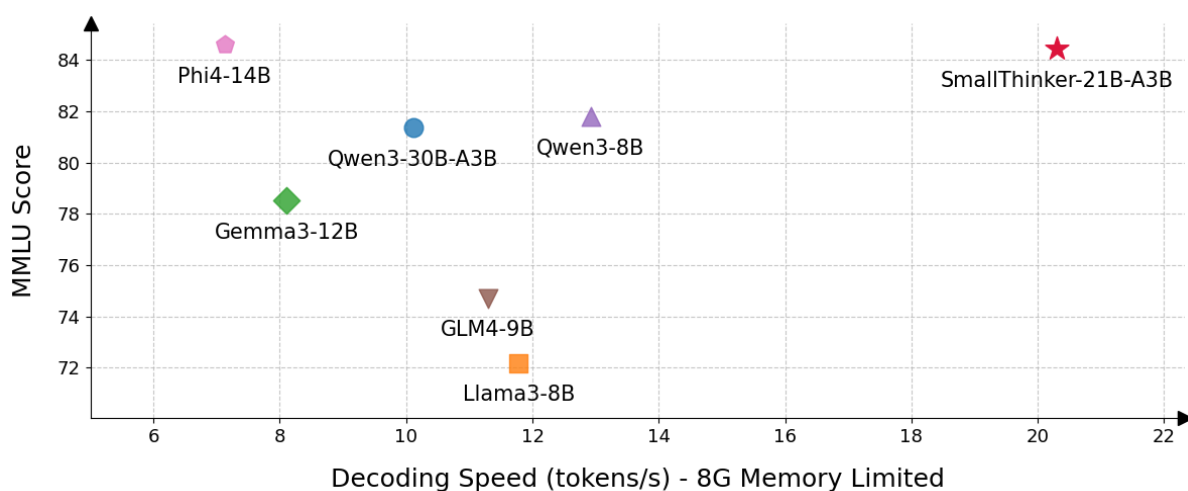 84
82
80
78
76
74
72
MMLU Score
Phi4-14B
SmallThinker-21B-A3B
Qwen3-8B
Qwen3-30B-A3B
Gemma3-12B
GLM4-9B
Llama3-8B
6 8 10 12 14 16 18 20 22
Decoding Speed (tokens/s) - 8G Memory Limited